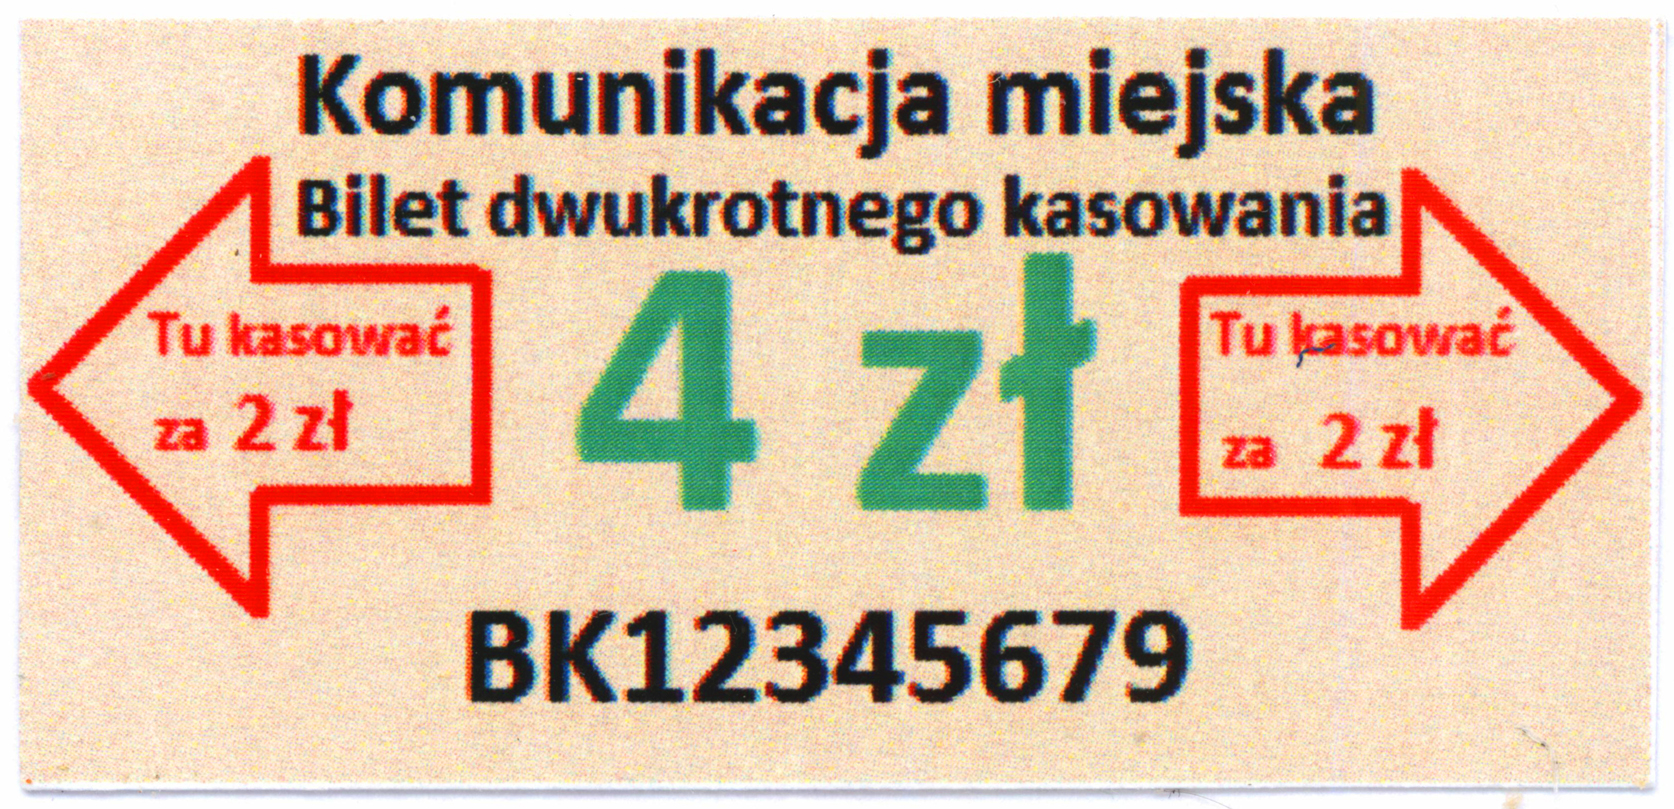 Komunikacja miejska
Bilet dwukrotnego kasowania
Tu kasować
za 2 zł
4 zł
Tu kasować
za 2 zł
BK12345679